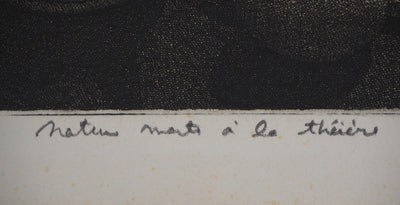 Nature morte à la théière